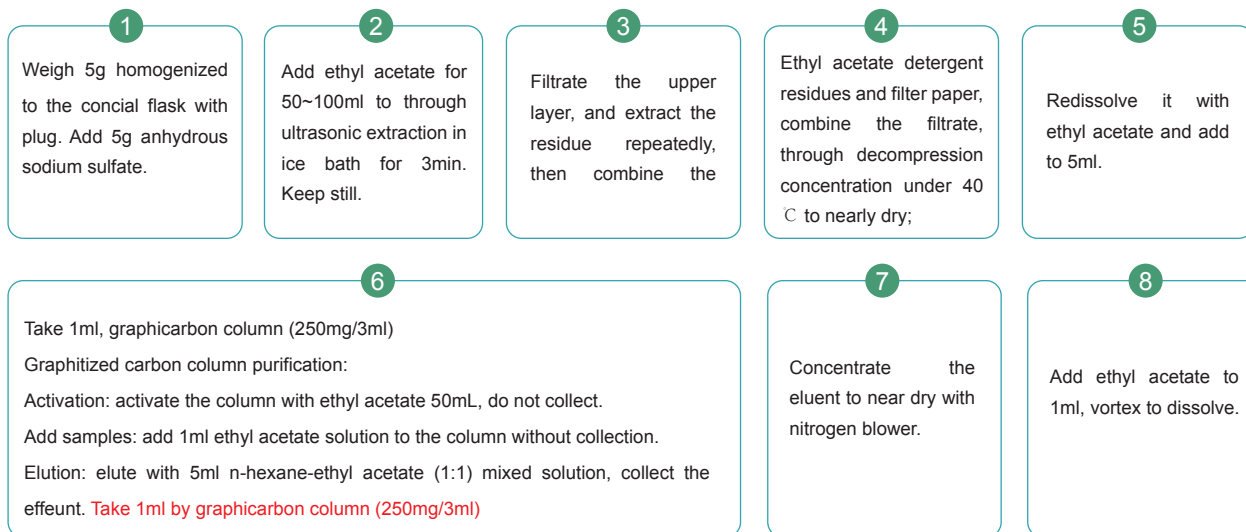 1
Weigh 5g homogenized
to the concial flask with
plug. Add 5g anhydrous
sodium sulfate.
2
Add ethyl acetate for
50~100ml to through
ultrasonic extraction in
ice bath for 3min.
Keep still.
3
Filtrate the upper
layer, and extract the
residue repeatedly,
then combine the
4
Ethyl acetate detergent
residues and filter paper,
combine the filtrate,
through decompression
concentration under 40
℃ to nearly dry;
5
Redissolve it with
ethyl acetate and add
to 5ml.
6
Take 1ml, graphicarbon column (250mg/3ml)
Graphitized carbon column purification:
Activation: activate the column with ethyl acetate 50mL, do not collect.
Add samples: add 1ml ethyl acetate solution to the column without collection.
Elution: elute with 5ml n-hexane-ethyl acetate (1:1) mixed solution, collect the
effeunt. Take 1ml by graphicarbon column (250mg/3ml)
7
Concentrate the
eluent to near dry with
nitrogen blower.
8
Add ethyl acetate to
1ml, vortex to dissolve.